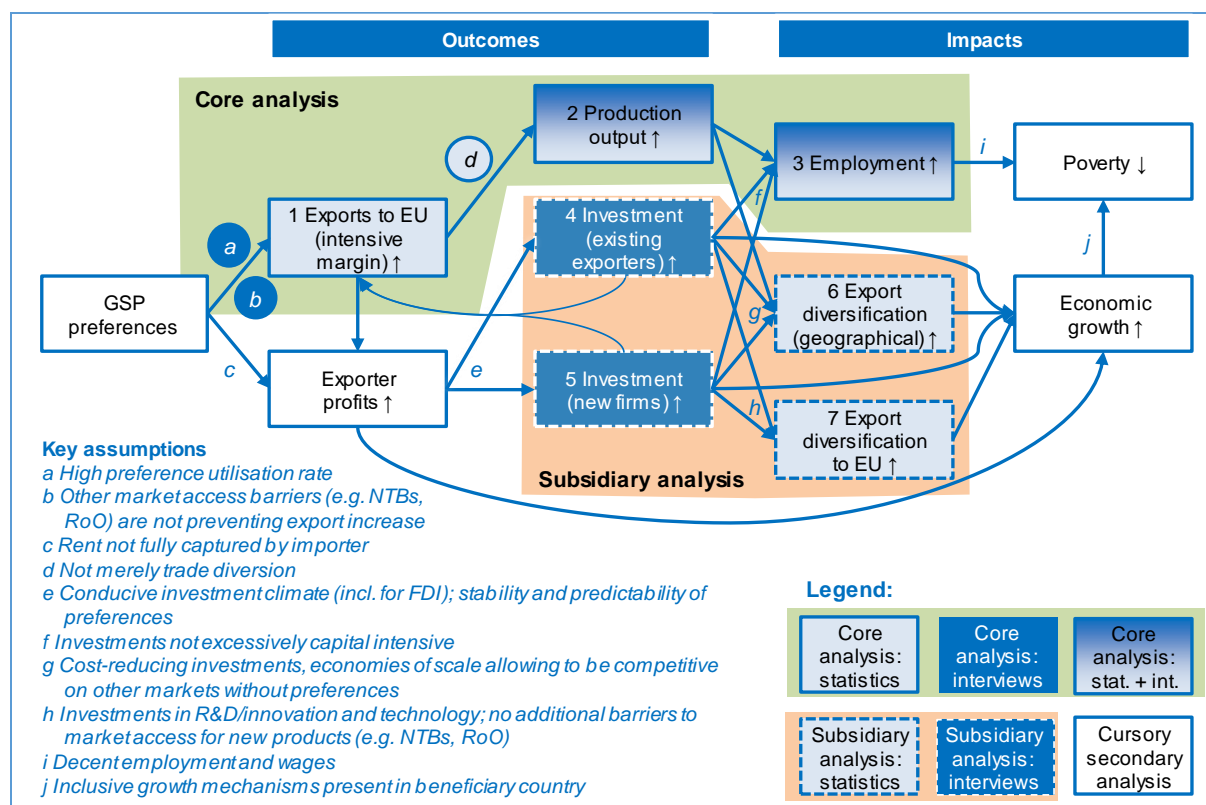 Outcomes
Impacts
Core analysis
2 Production
output ↑
d
3 Employment ↑
i
Poverty ↓
1 Exports to EU
(intensive
margin) ↑
a
b
4 Investment
(existing
exporters) ↑
f
j
GSP
preferences
g
6 Export
diversification
(geographical) ↑
Economic
growth ↑
c
Exporter
profits ↑
e
5 Investment
(new firms) ↑
h
7 Export
diversification
to EU ↑
Subsidiary analysis
Key assumptions
a High preference utilisation rate
b Other market access barriers (e.g. NTBs,
RoO) are not preventing export increase
c Rent not fully captured by importer
d Not merely trade diversion
e Conducive investment climate (incl. for FDI); stability and predictability of
preferences
f Investments not excessively capital intensive
g Cost-reducing investments, economies of scale allowing to be competitive
on other markets without preferences
h Investments in R&D/innovation and technology; no additional barriers to
market access for new products (e.g. NTBs, RoO)
i Decent employment and wages
j Inclusive growth mechanisms present in beneficiary country
Legend:
Core
analysis:
statistics
Core
analysis:
interviews
Core
analysis:
stat. + int.
Subsidiary
analysis:
statistics
Subsidiary
analysis:
interviews
Cursory
secondary
analysis